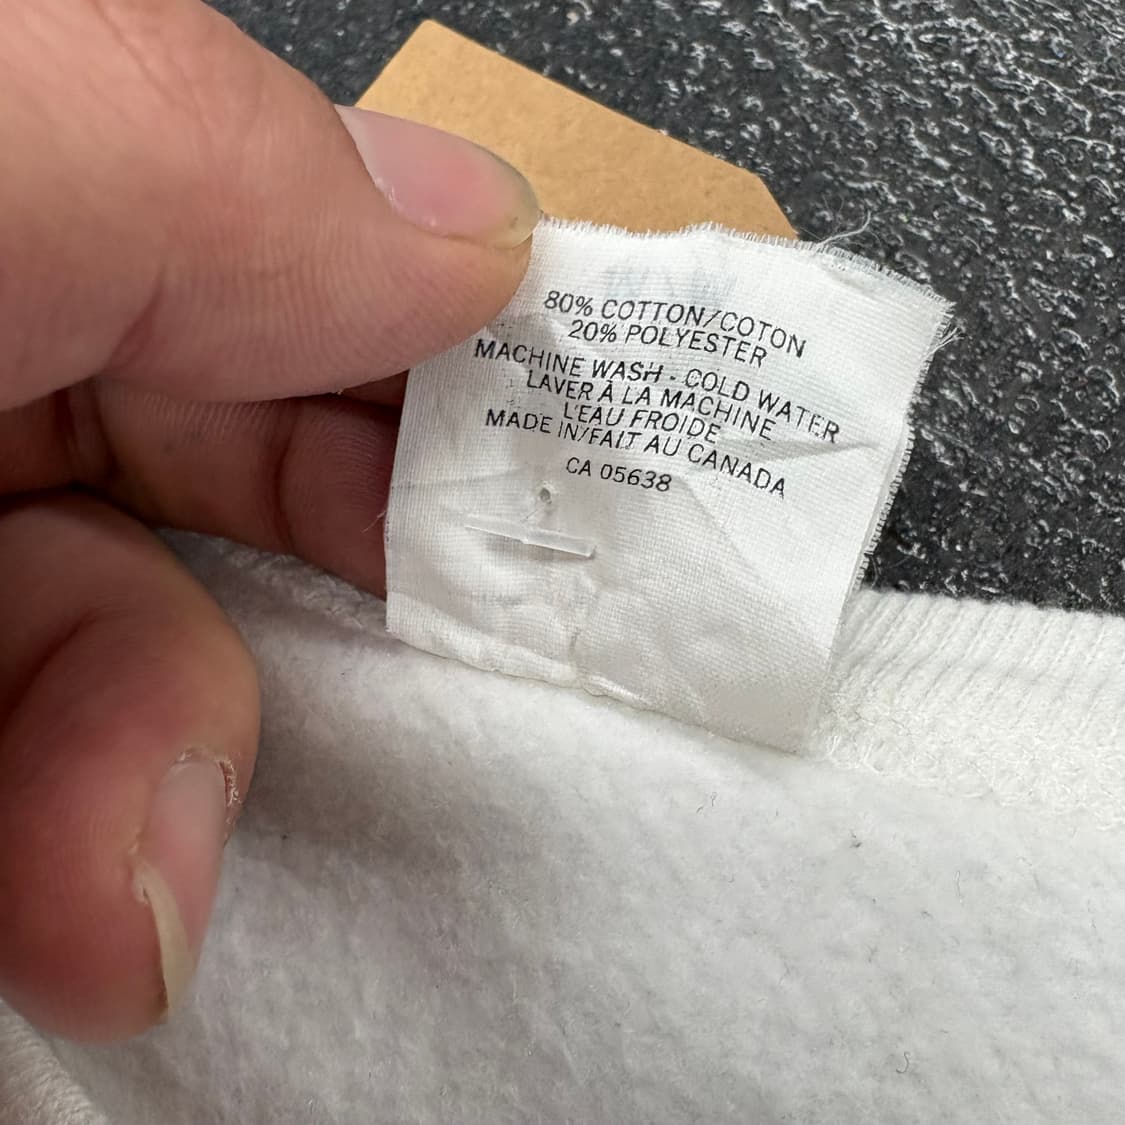 80% COTTON/COTON
20% POLYESTER
MACHINE WASH - COLD WATER
LAVER À LA MACHINE
L'EAU FROIDE
MADE IN/FAIT AU CANADA
CA 05638